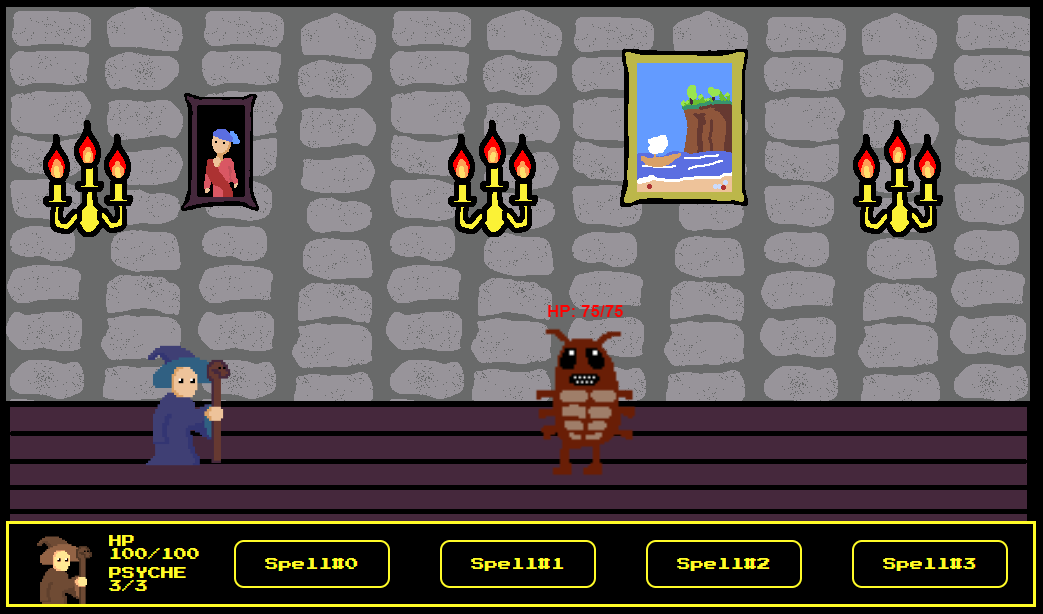 HP: 75/75
HP
100/100
PSYCHE
3/3
Spell#0
Spell#1
Spell#2
Spell#3